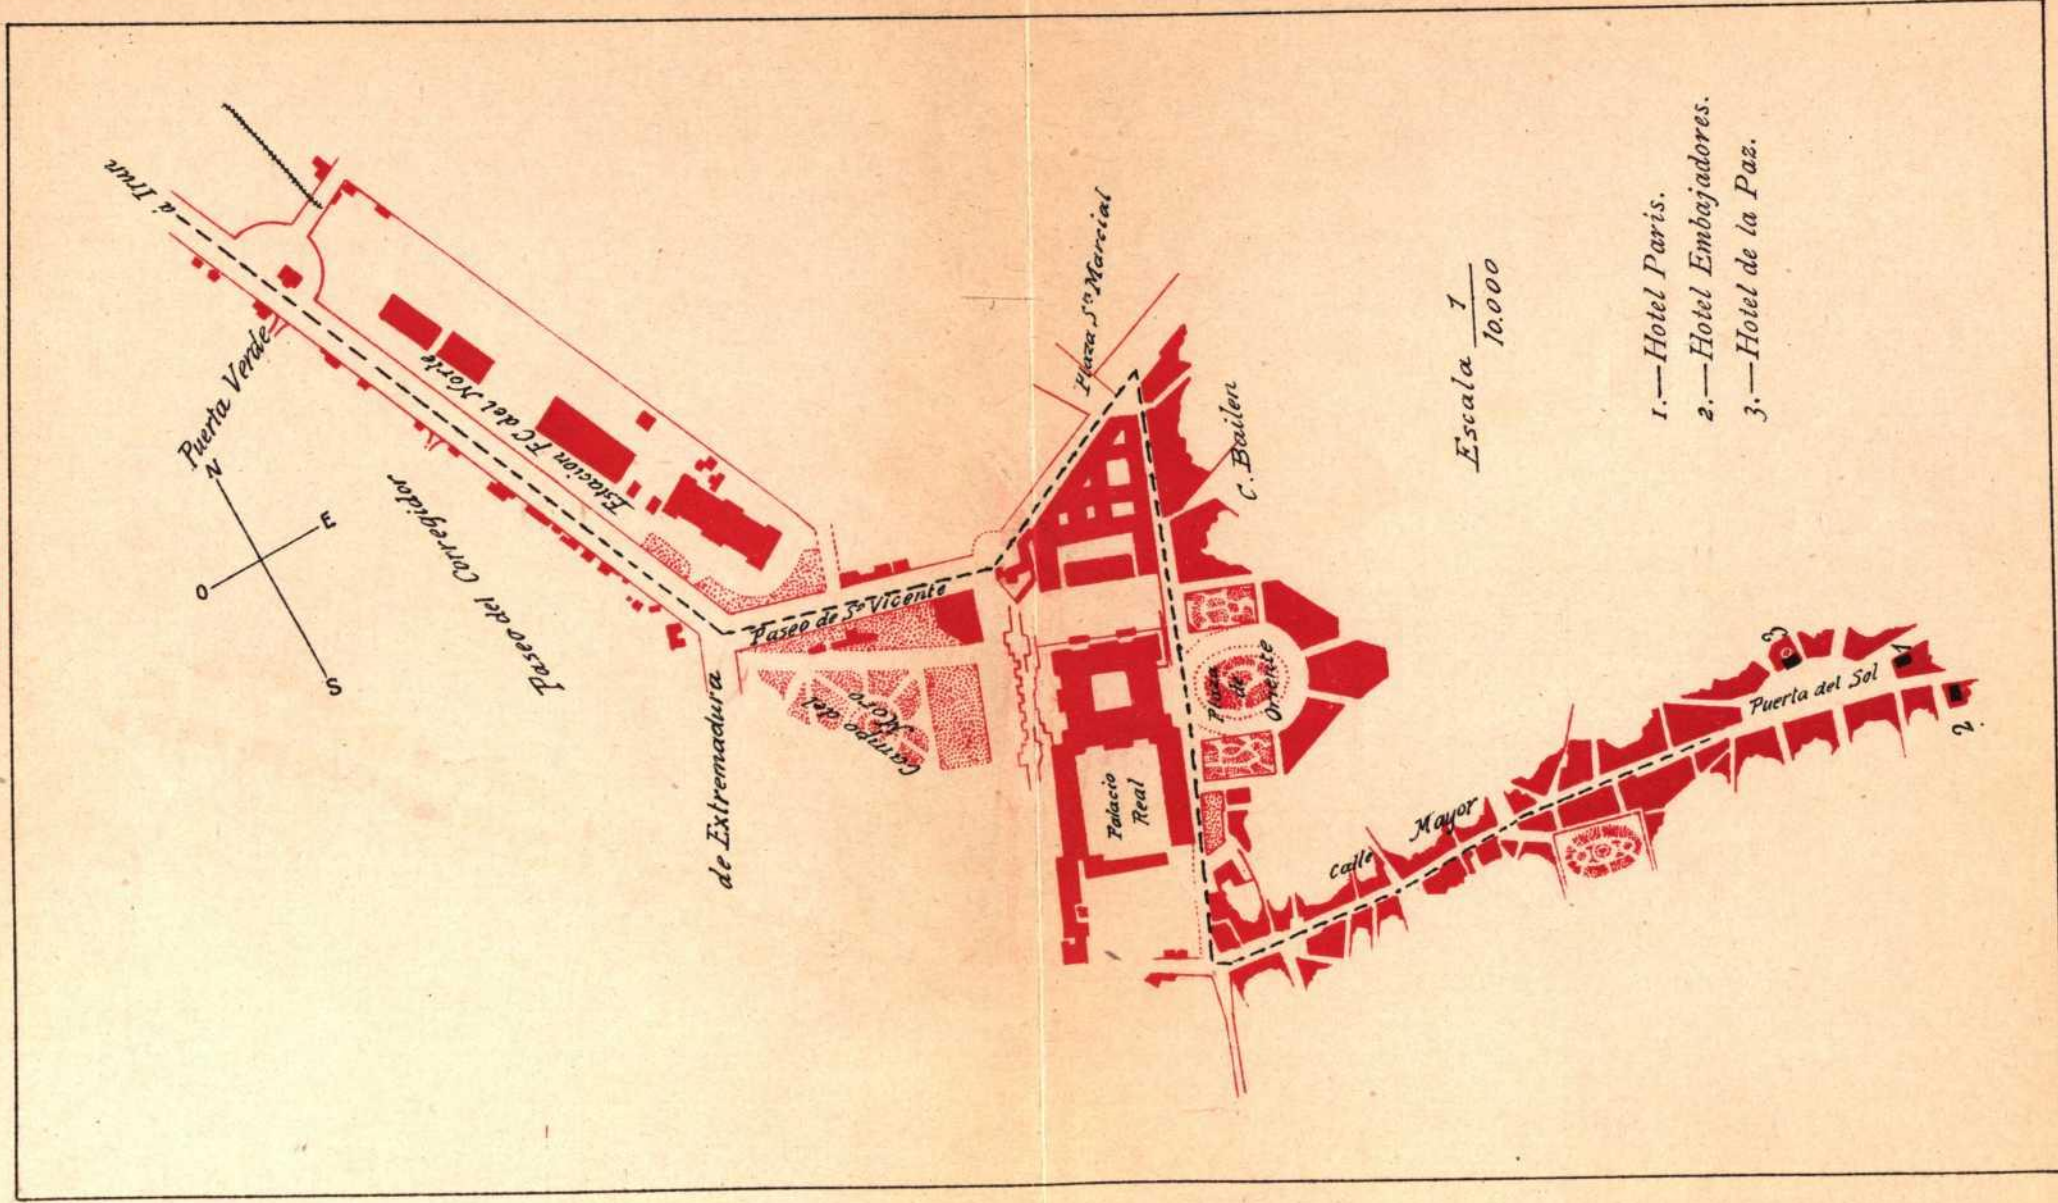 á Irun
Puerta Verde
N
E
O
S
Paseo del Corregidor
Estacion FC del Norte
Paseo de Sn Vicente
de Extremadura
Campo del
Moro
Plaza Sn Marcial
C. Bailen
Palacio
Real
Plaza
de
Oriente
Calle Mayor
Puerta del Sol
3
1
2.
Escala 1
10.000
1.—Hotel Paris.
2.—Hotel Embajadores.
3.—Hotel de la Paz.